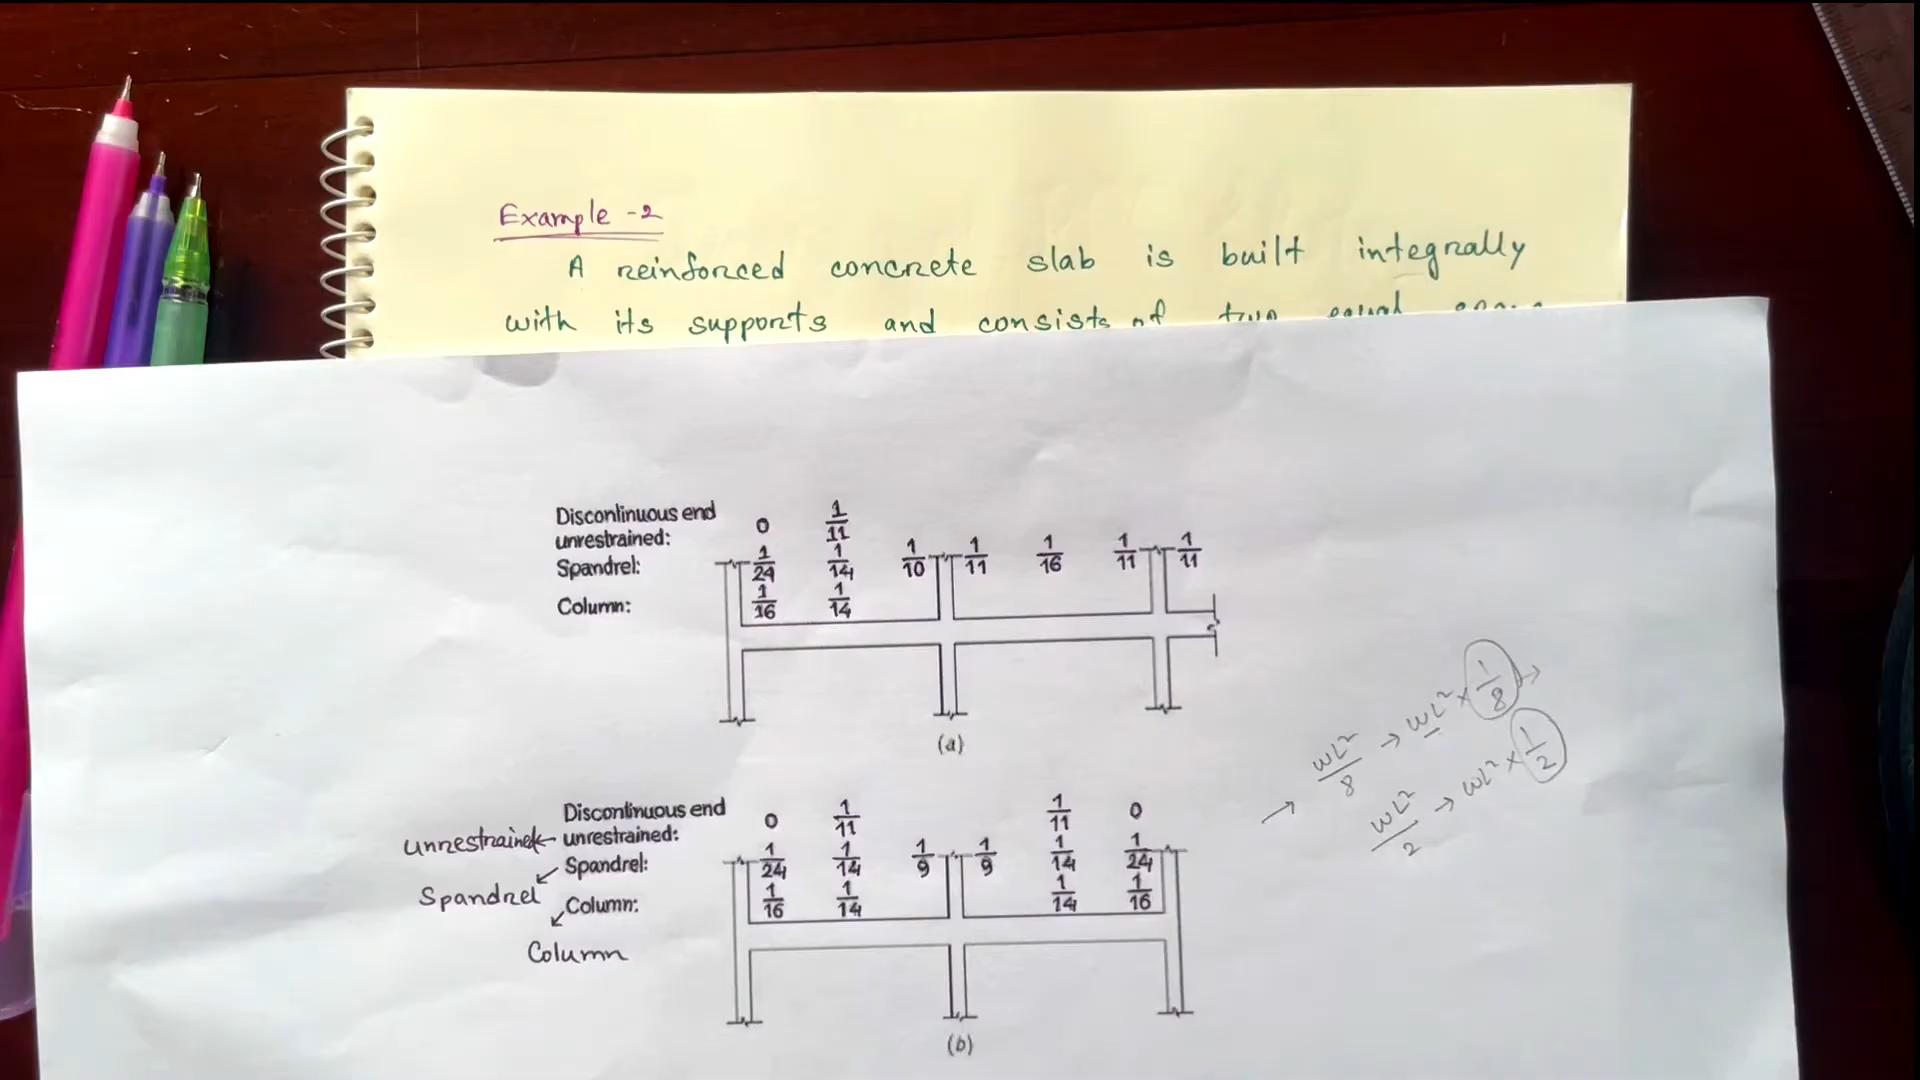 Example -2
A reinforced concrete slab is built integrally
with its supports and consists of two equal spans
Discontinuous end
unrestrained:
0 1/11
Spandrel:
1/24 1/14 1/10 1/11 1/16 1/11 1/11
Column:
1/16 1/14
(a)
wL²/8 → wL² × 1/8 →
→ wL²/2 → wL² × 1/2
Discontinuous end
unrestrained:
0 1/11 1/11 0
unrestrained
Spandrel:
1/24 1/14 1/9 1/9 1/14 1/24
Spandrel
Column:
1/16 1/14 1/14 1/16
Column
(b)